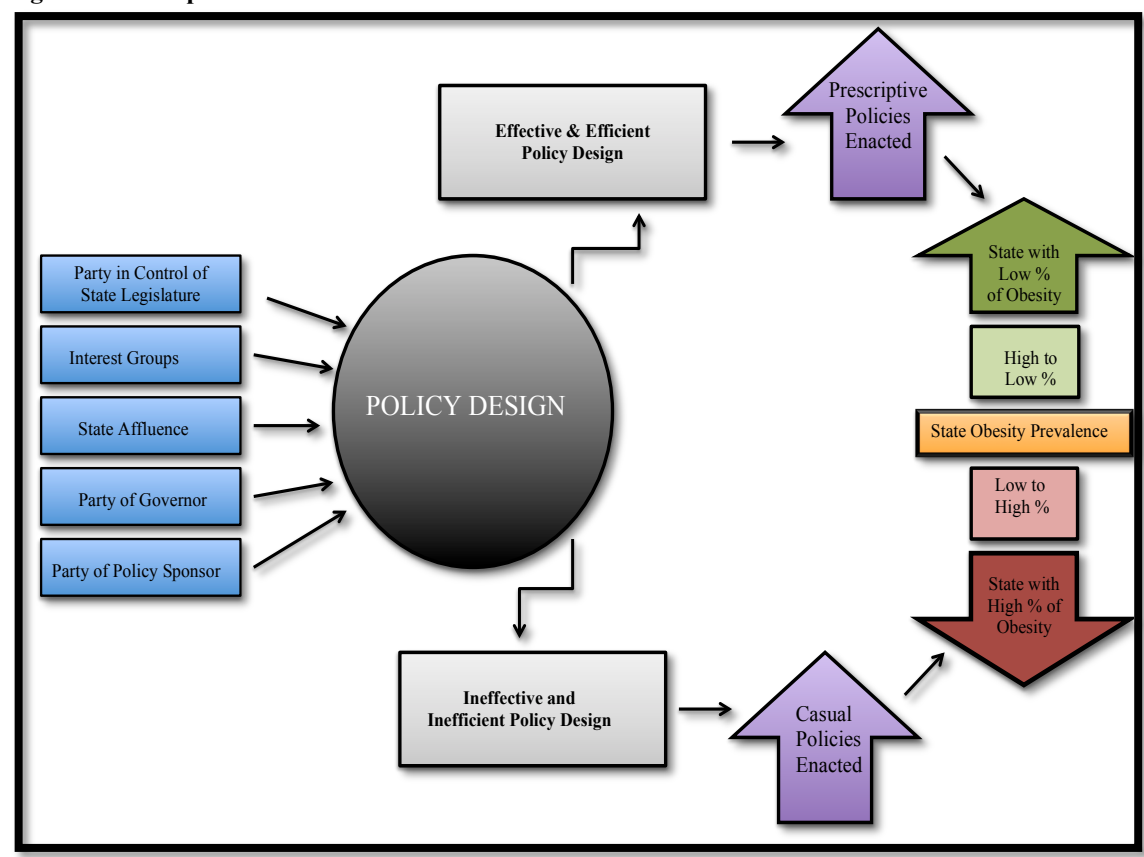 Prescriptive
Policies
Enacted
Effective & Efficient
Policy Design
Party in Control of
State Legislature
Interest Groups
State Affluence
Party of Governor
Party of Policy Sponsor
POLICY DESIGN
State with
Low %
of Obesity
High to
Low %
State Obesity Prevalence
Low to
High %
State with
High % of
Obesity
Ineffective and
Inefficient Policy Design
Casual
Policies
Enacted